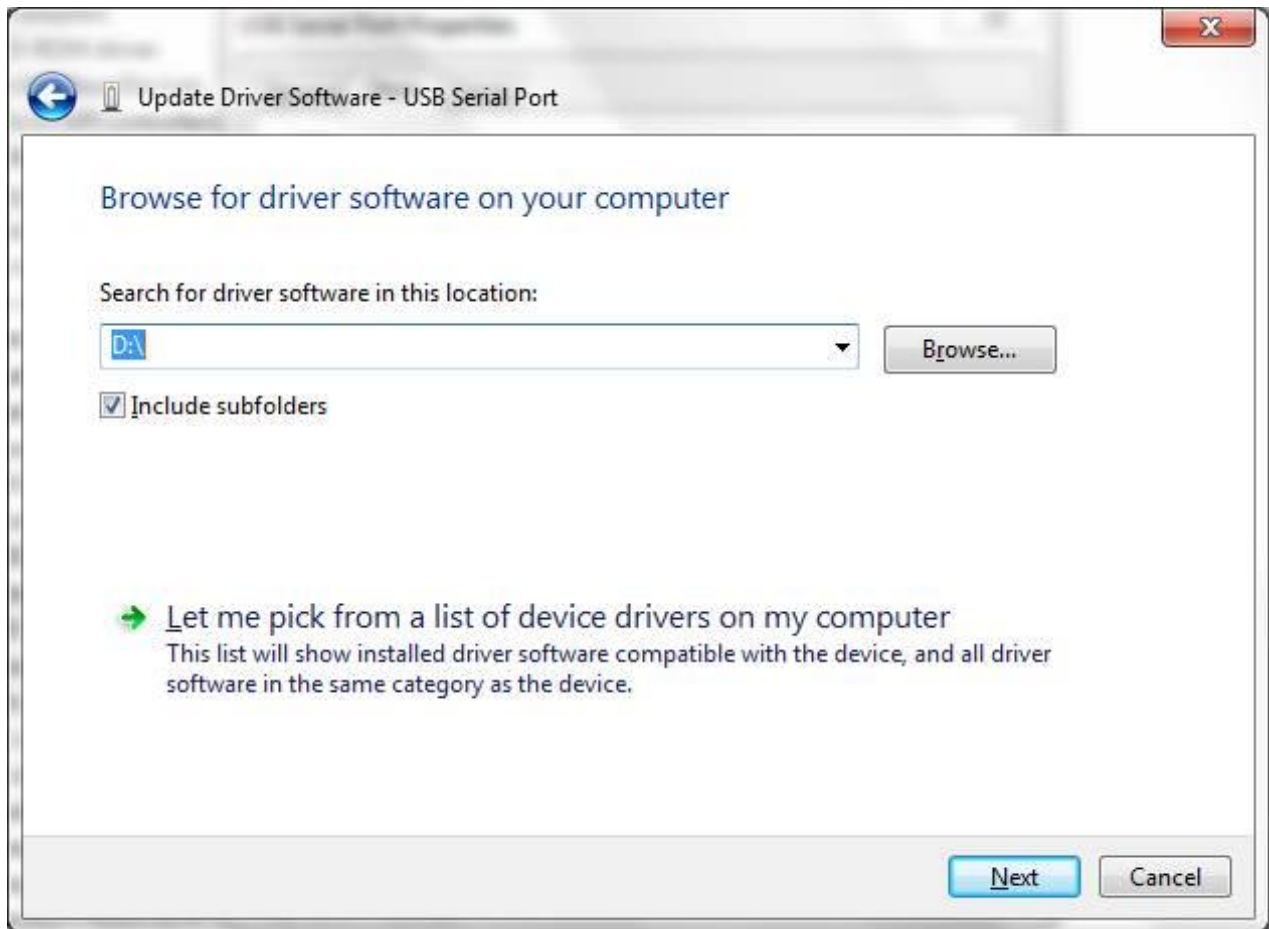 Update Driver Software - USB Serial Port
Browse for driver software on your computer
Search for driver software in this location:
D:\
Browse...
Include subfolders
Let me pick from a list of device drivers on my computer
This list will show installed driver software compatible with the device, and all driver
software in the same category as the device.
Next
Cancel